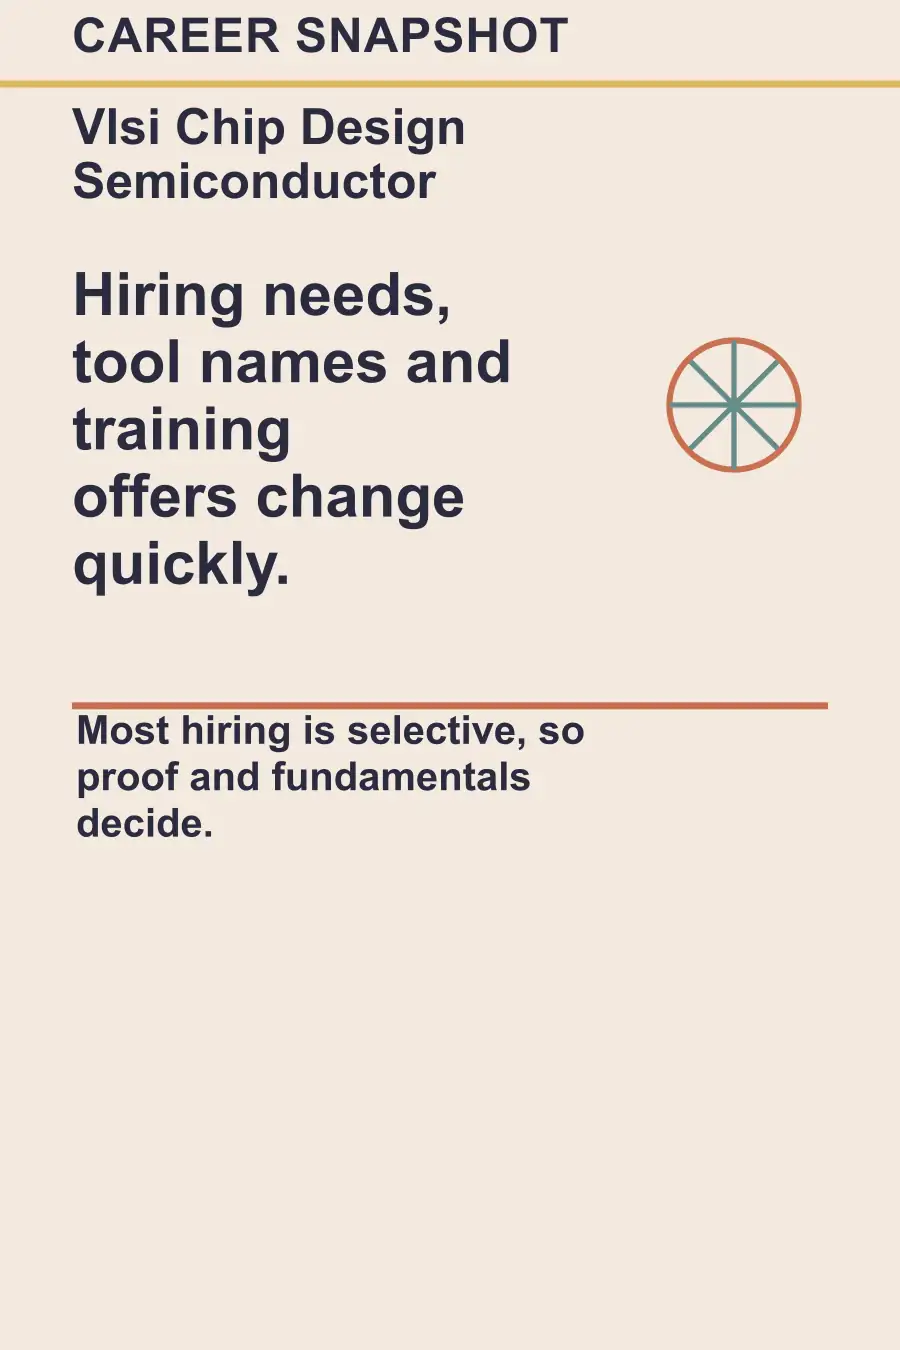 CAREER SNAPSHOT
Vlsi Chip Design
Semiconductor
Hiring needs,
tool names and
training
offers change
quickly.
Most hiring is selective, so
proof and fundamentals
decide.